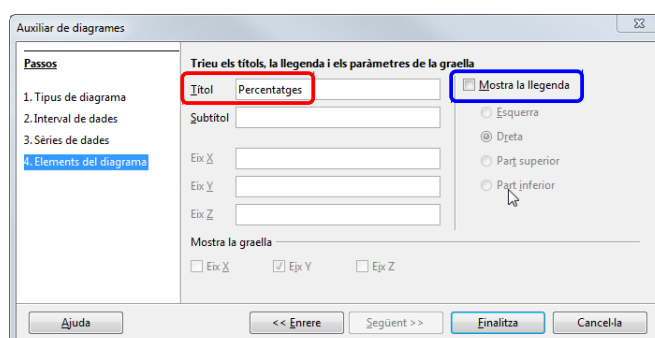 Auxiliar de diagrames
Passos
1. Tipus de diagrama
2. Interval de dades
3. Sèries de dades
4. Elements del diagrama
Trieu els títols, la llegenda i els paràmetres de la graella
Títol Percentatges
Subtítol
Eix X
Eix Y
Eix Z
Mostra la llegenda
Esquerra
Dreta
Part superior
Part inferior
Mostra la graella
Eix X Eix Y Eix Z
Ajuda << Enrere Següent >> Finalitza Cancel·la